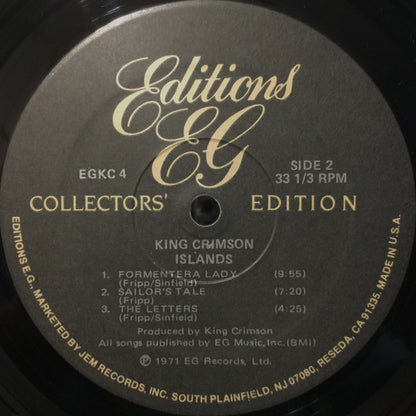 Editions
EG
EGKC 4
SIDE 2
33 1/3 RPM
COLLECTORS' EDITION
KING CRIMSON
ISLANDS
1. FORMENTERA LADY (9:55)
(Fripp/Sinfield)
2. SAILOR'S TALE (7:20)
(Fripp)
3. THE LETTERS (4:25)
(Fripp/Sinfield)
Produced by King Crimson
All songs published by EG Music, Inc. (BMI)
Ⓟ 1971 EG Records, Ltd.
EDITIONS E.G., MARKETED BY JEM RECORDS, INC. SOUTH PLAINFIELD, NJ 07080, RESEDA, CA 91335. MADE IN U.S.A.